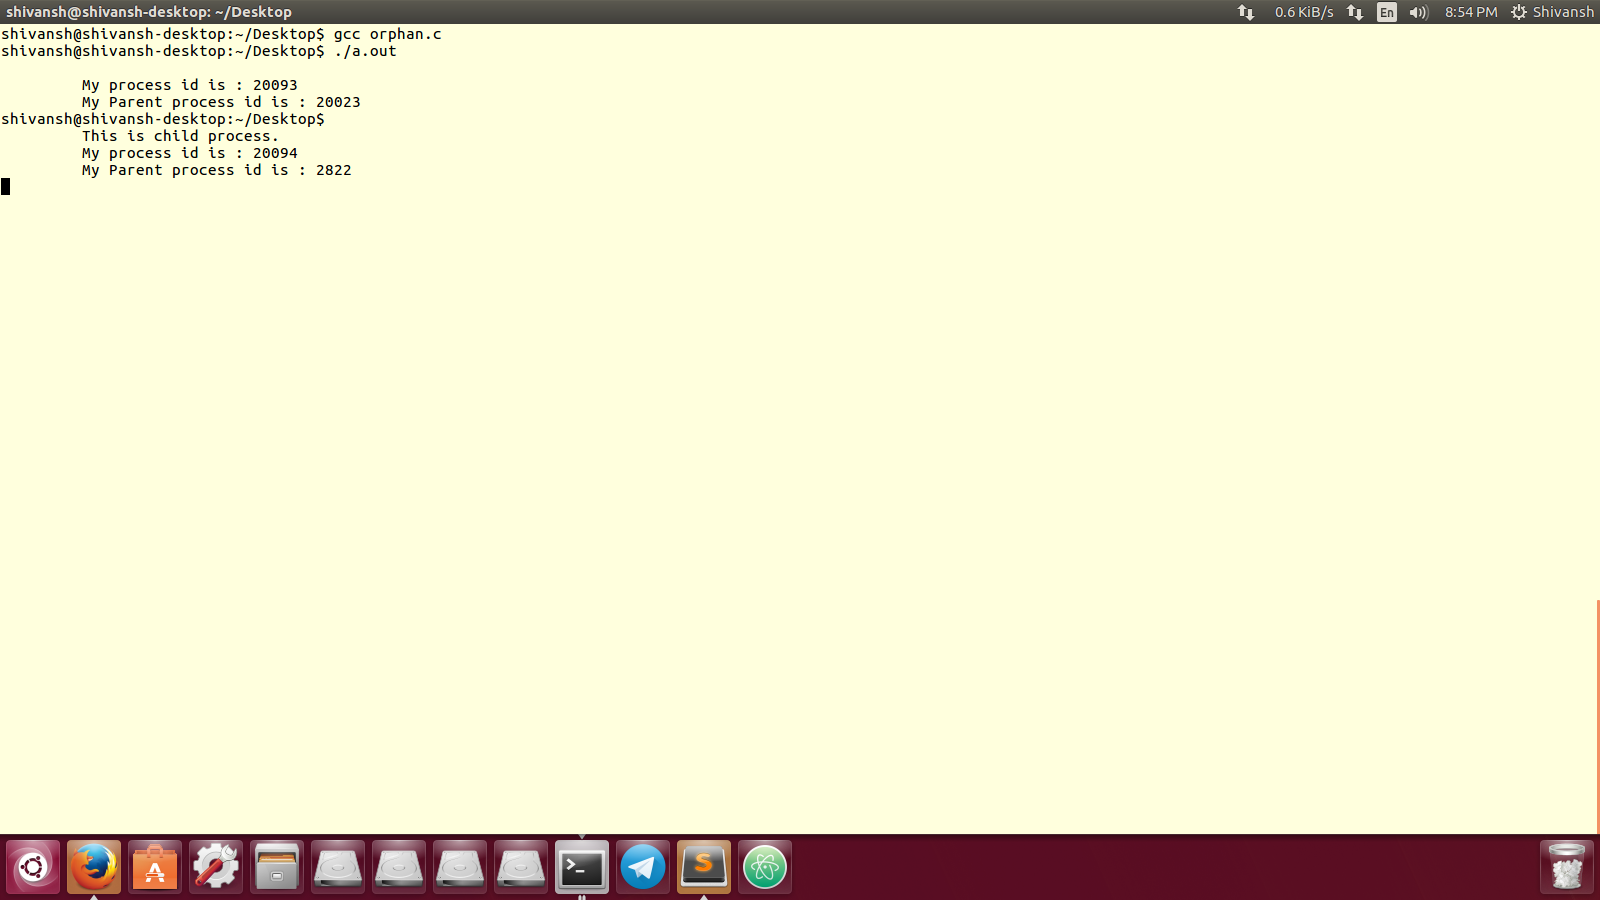 shivansh@shivansh-desktop: ~/Desktop
0.6 KiB/s En 8:54 PM Shivansh
shivansh@shivansh-desktop:~/Desktop$ gcc orphan.c
shivansh@shivansh-desktop:~/Desktop$ ./a.out
My process id is : 20093
My Parent process id is : 20023
shivansh@shivansh-desktop:~/Desktop$
This is child process.
My process id is : 20094
My Parent process id is : 2822